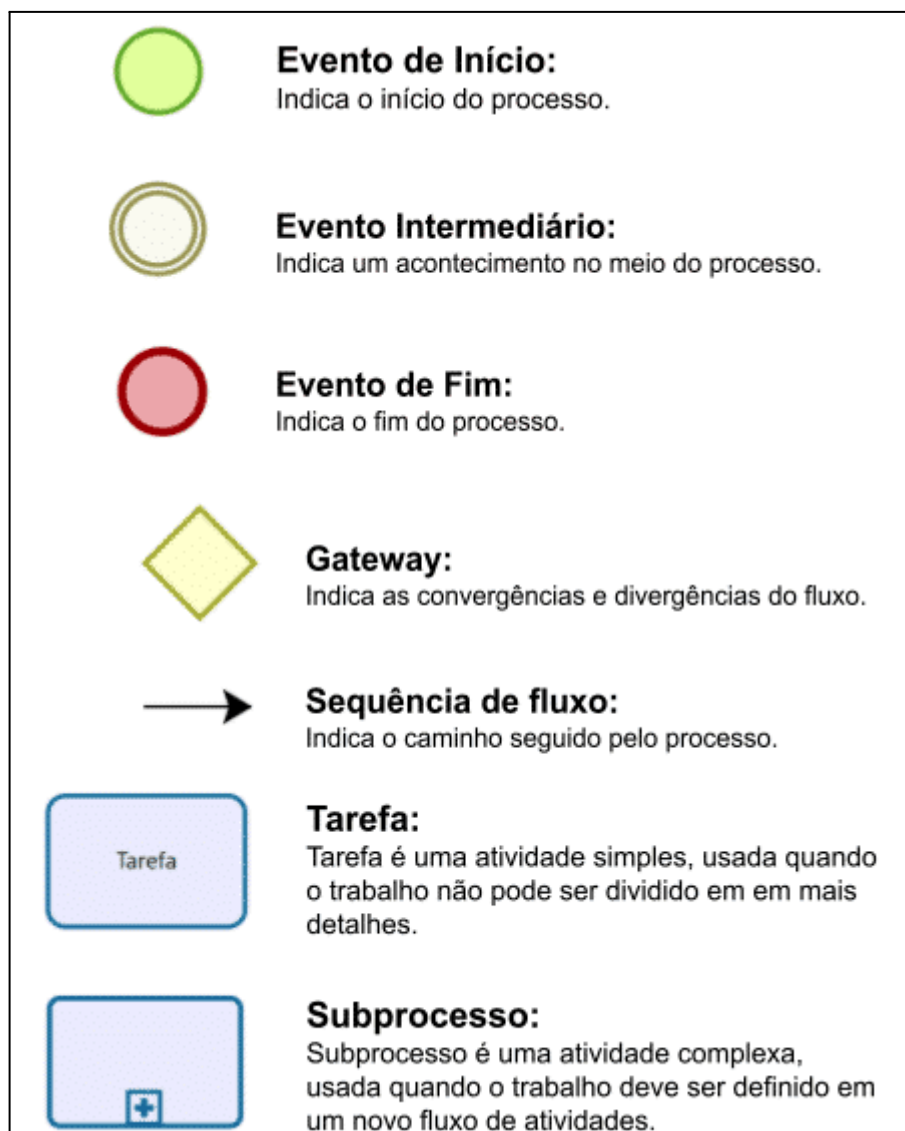 Evento de Início:
Indica o início do processo.
Evento Intermediário:
Indica um acontecimento no meio do processo.
Evento de Fim:
Indica o fim do processo.
Gateway:
Indica as convergências e divergências do fluxo.
Sequência de fluxo:
Indica o caminho seguido pelo processo.
Tarefa
Tarefa:
Tarefa é uma atividade simples, usada quando
o trabalho não pode ser dividido em em mais
detalhes.
Subprocesso:
Subprocesso é uma atividade complexa,
usada quando o trabalho deve ser definido em
um novo fluxo de atividades.